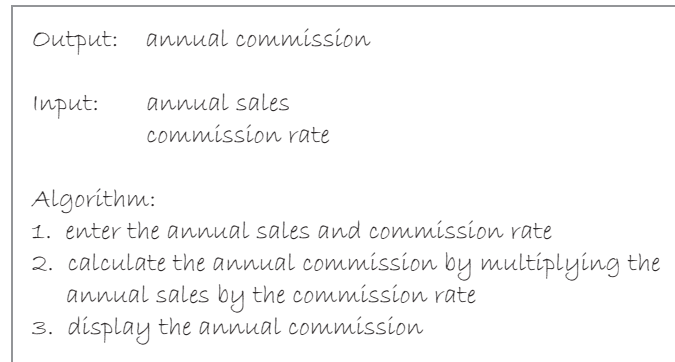 Output: annual commission
Input: annual sales
commission rate
Algorithm:
1. enter the annual sales and commission rate
2. calculate the annual commission by multiplying the
annual sales by the commission rate
3. display the annual commission